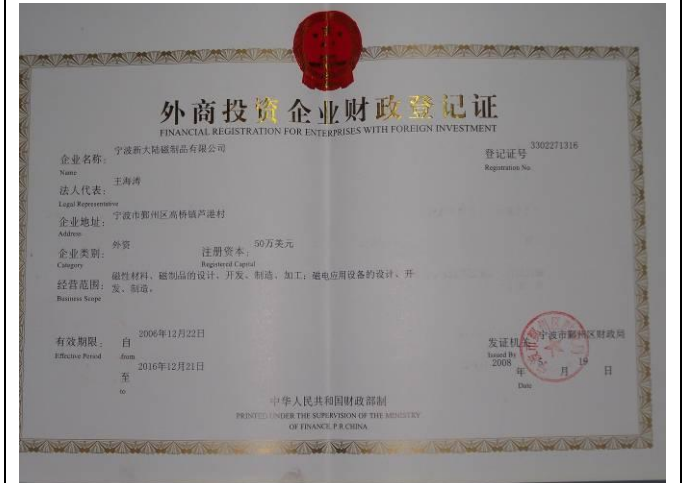 外商投资企业财政登记证
FINANCIAL REGISTRATION FOR ENTERPRISES WITH FOREIGN INVESTMENT
企业名称: 宁波新大陆磁制品有限公司 登记证号 3302271316
Name Registration No.
法人代表: 王海涛
Legal Representative
企业地址: 宁波市鄞州区高桥镇芦港村
Address
企业类别: 外资 注册资本: 50万美元
Category Registered Capital
经营范围: 磁性材料、磁制品的设计、开发、制造、加工; 磁电应用设备的设计、开
Business Scope 发、制造。
有效期限: 自 2006年12月22日 发证机关: 宁波市鄞州区财政局
Effective Period from Issued By
至 2016年12月21日 2008 年 月 19 日
to Date
中华人民共和国财政部制
PRINTED UNDER THE SUPERVISION OF THE MINISTRY
OF FINANCE, P R CHINA